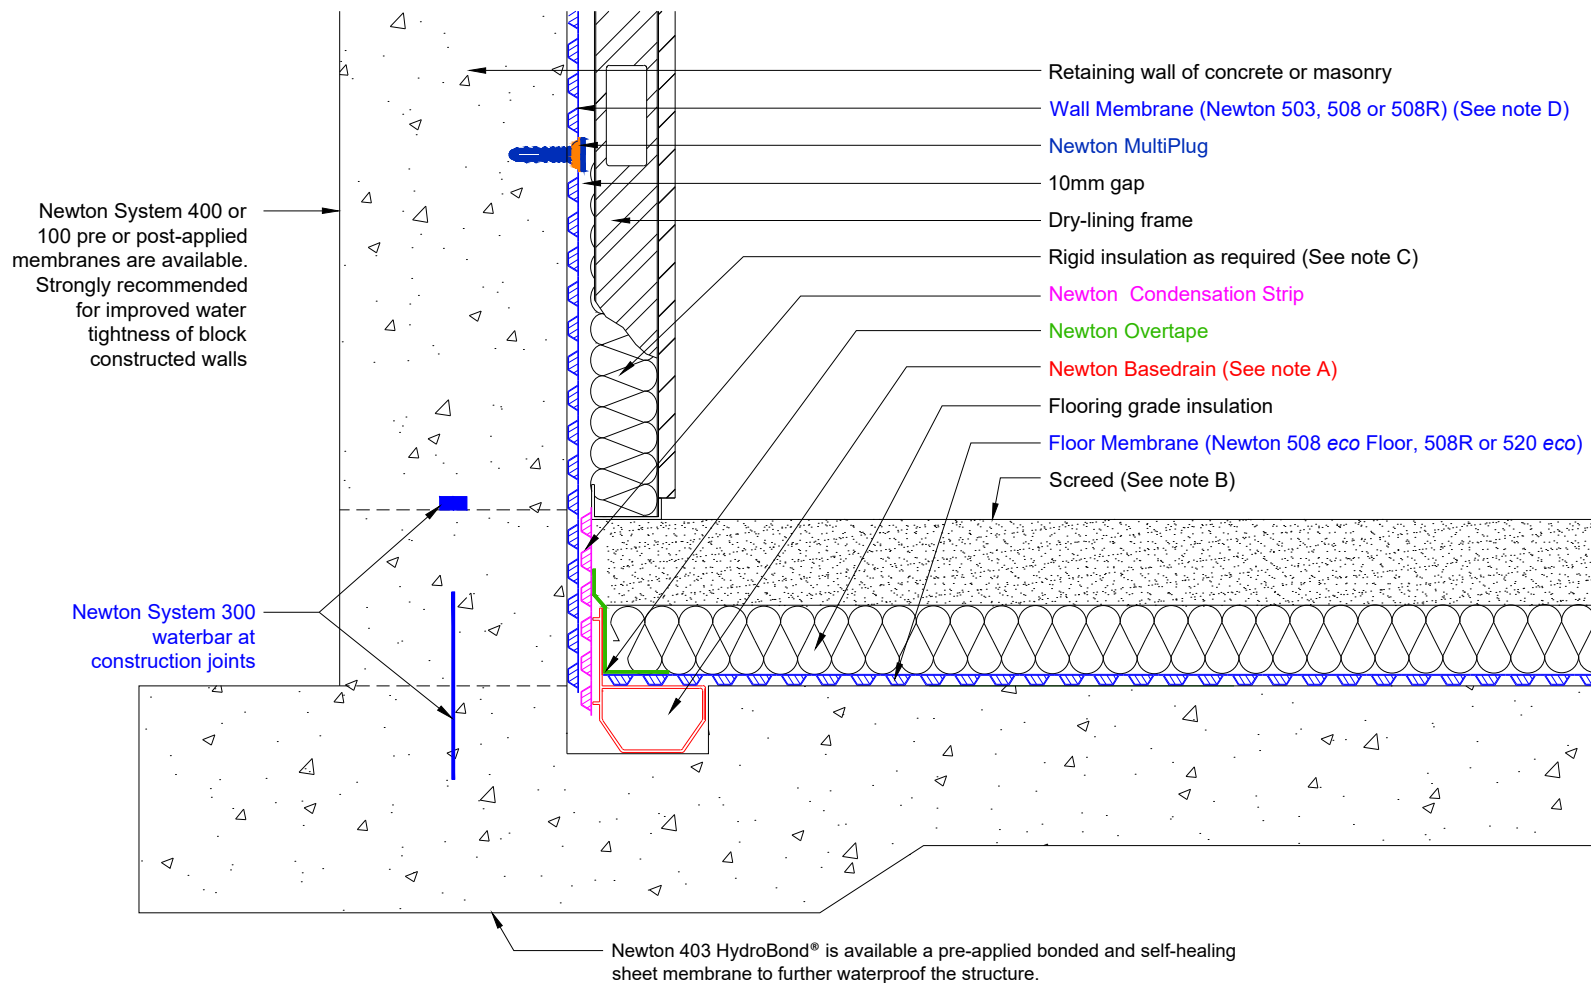 Retaining wall of concrete or masonry
Wall Membrane (Newton 503, 508 or 508R) (See note D)
Newton MultiPlug
10mm gap
Dry-lining frame
Rigid insulation as required (See note C)
Newton Condensation Strip
Newton Overtape
Newton Basedrain (See note A)
Flooring grade insulation
Floor Membrane (Newton 508 eco Floor, 508R or 520 eco)
Screed (See note B)
Newton System 400 or
100 pre or post-applied
membranes are available.
Strongly recommended
for improved water
tightness of block
constructed walls
Newton System 300
waterbar at
construction joints
Newton 403 HydroBond® is available a pre-applied bonded and self-healing
sheet membrane to further waterproof the structure.